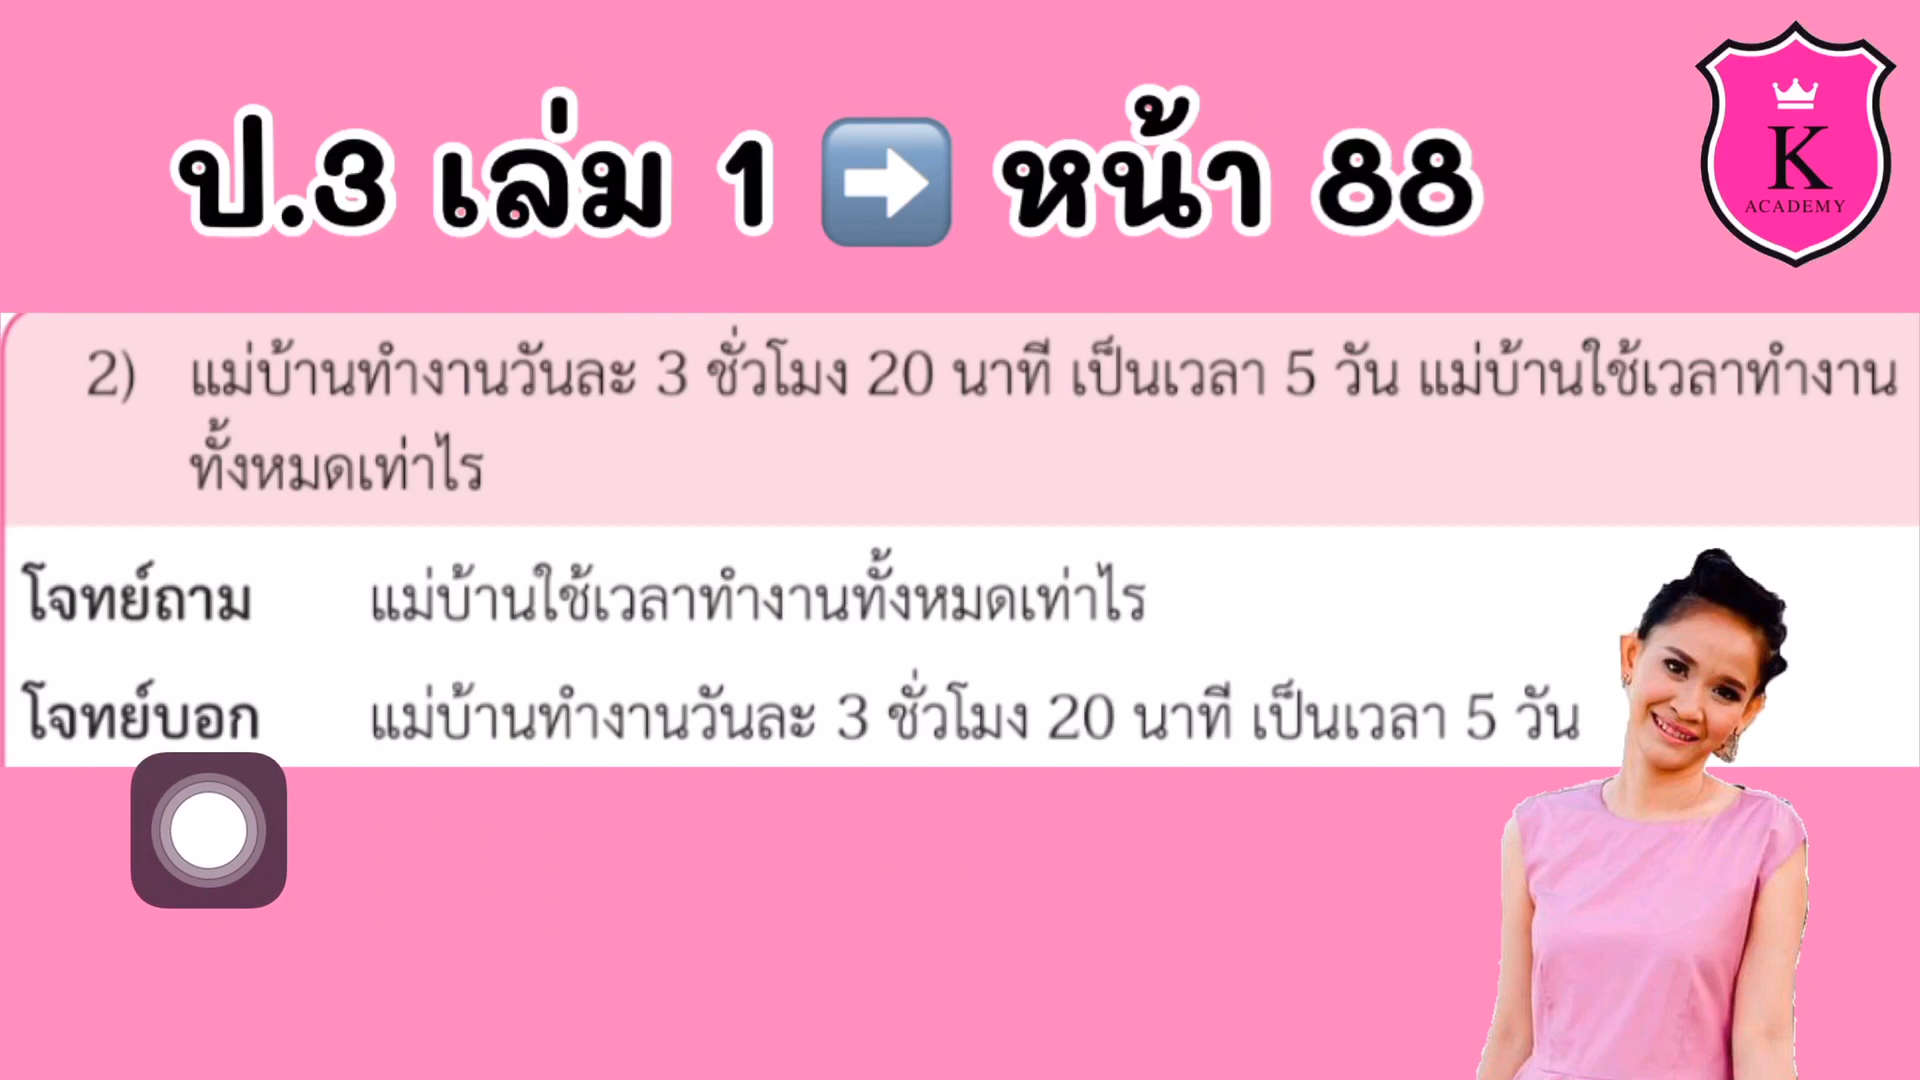 ป.3 เล่ม 1 ➡️ หน้า 88
K
ACADEMY
2) แม่บ้านทำงานวันละ 3 ชั่วโมง 20 นาที เป็นเวลา 5 วัน แม่บ้านใช้เวลาทำงาน
ทั้งหมดเท่าไร
โจทย์ถาม แม่บ้านใช้เวลาทำงานทั้งหมดเท่าไร
โจทย์บอก แม่บ้านทำงานวันละ 3 ชั่วโมง 20 นาที เป็นเวลา 5 วัน